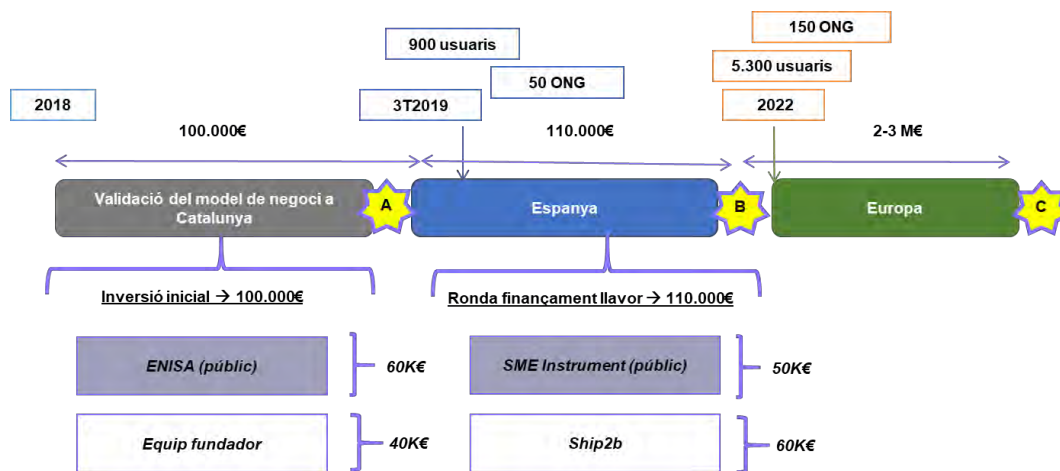 150 ONG
900 usuaris
5.300 usuaris
50 ONG
2018
3T2019
2022
100.000€
110.000€
2-3 M€
Validació del model de negoci a
Catalunya
A
Espanya
B
Europa
C
Inversió inicial → 100.000€
Ronda finançament llavor → 110.000€
ENISA (públic)
60K€
SME Instrument (públic)
50K€
Equip fundador
40K€
Ship2b
60K€